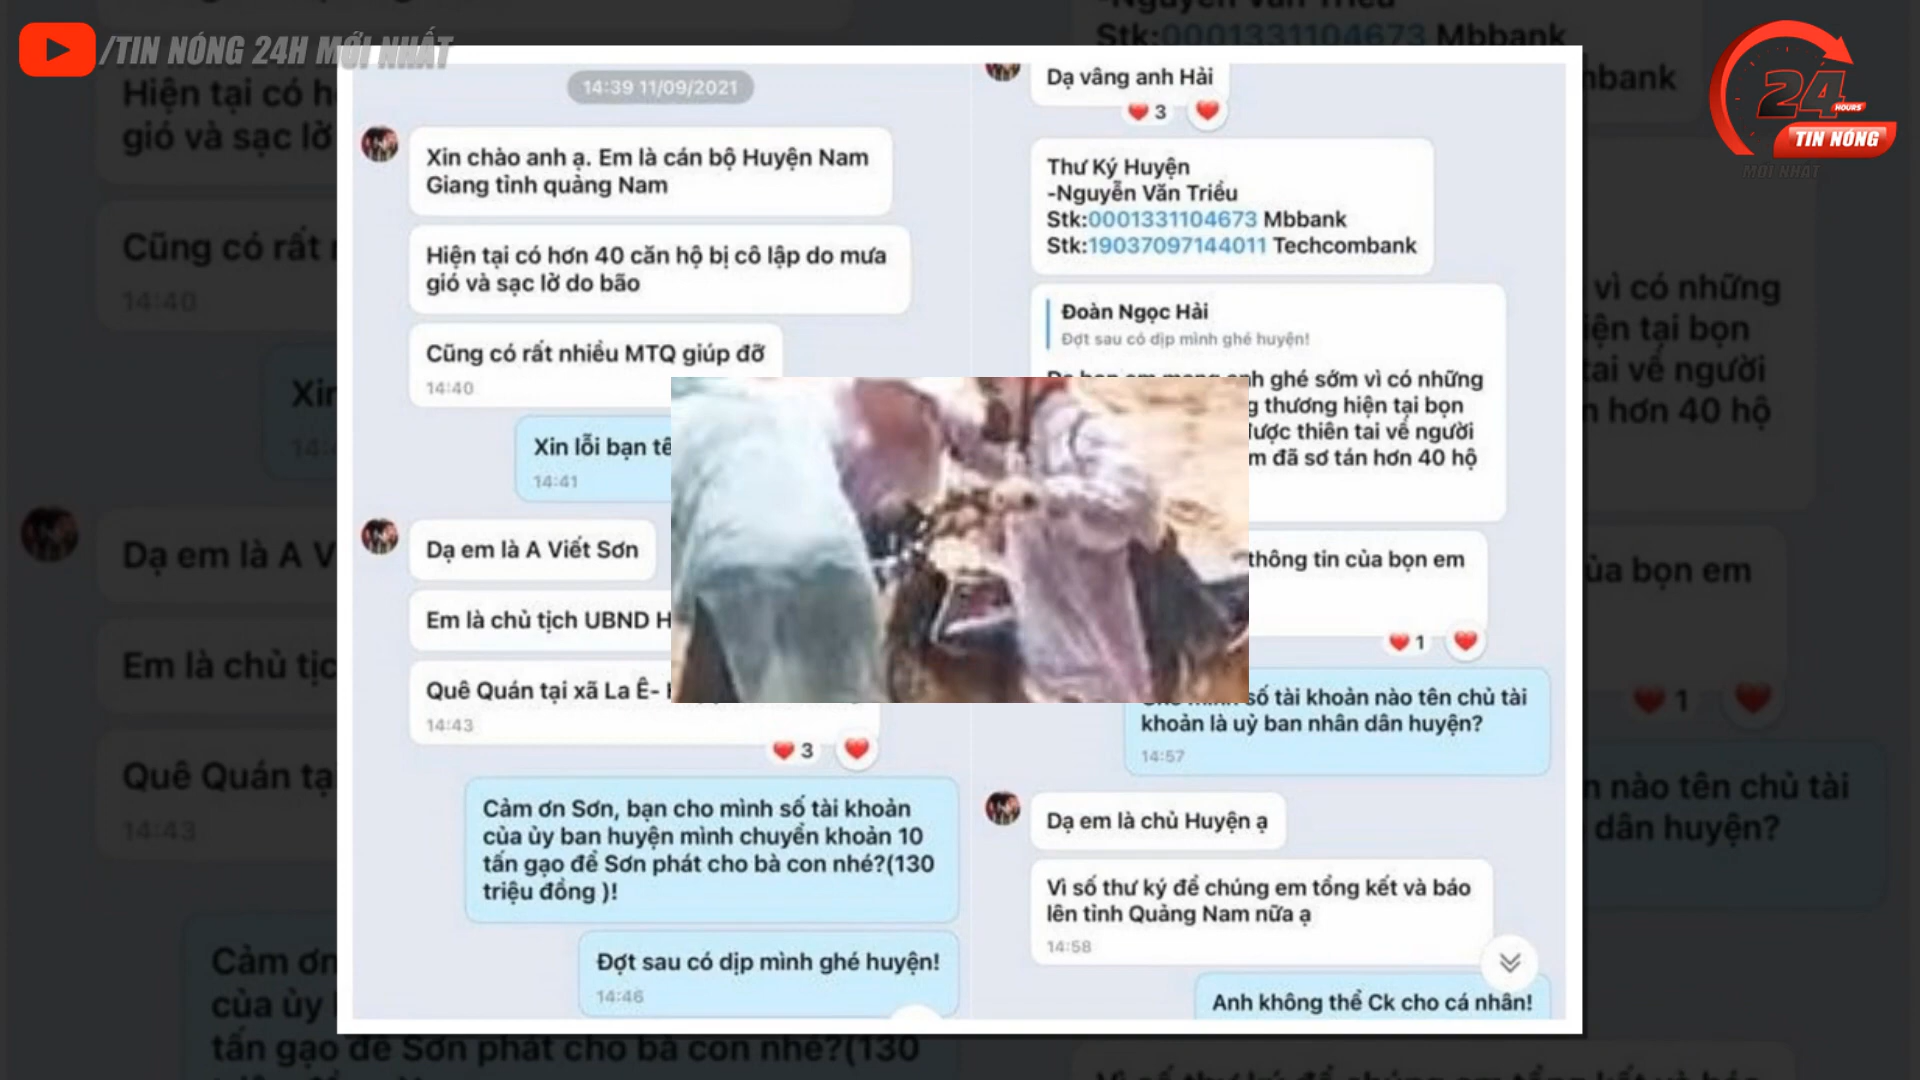 /TIN NÓNG 24H MỚI NHẤT
24
HOURS
TIN NÓNG
MỚI NHẤT
14:39 11/09/2021
Xin chào anh ạ. Em là cán bộ Huyện Nam
Giang tỉnh quảng Nam
Hiện tại có hơn 40 căn hộ bị cô lập do mưa
gió và sạc lở do bão
Cũng có rất nhiều MTQ giúp đỡ
14:40
Xin lỗi bạn tê
14:41
Dạ em là A Viết Sơn
Em là chủ tịch UBND H
Quê Quán tại xã La Ê-
14:43
3
Cảm ơn Sơn, bạn cho mình số tài khoản
của ủy ban huyện mình chuyển khoản 10
tấn gạo để Sơn phát cho bà con nhé?(130
triệu đồng )!
Đợt sau có dịp mình ghé huyện!
14:46
Dạ vâng anh Hải
3
Thư Ký Huyện
-Nguyễn Văn Triều
Stk:0001331104673 Mbbank
Stk:19037097144011 Techcombank
Đoàn Ngọc Hải
Đợt sau có dịp mình ghé huyện!
anh ghé sớm vì có những
thương hiện tại bọn
được thiên tai về người
đã sơ tán hơn 40 hộ
thông tin của bọn em
1
số tài khoản nào tên chủ tài
khoản là uỷ ban nhân dân huyện?
14:57
Dạ em là chủ Huyện ạ
Vì số thư ký để chúng em tổng kết và báo
lên tỉnh Quảng Nam nữa ạ
14:58
Anh không thể Ck cho cá nhân!